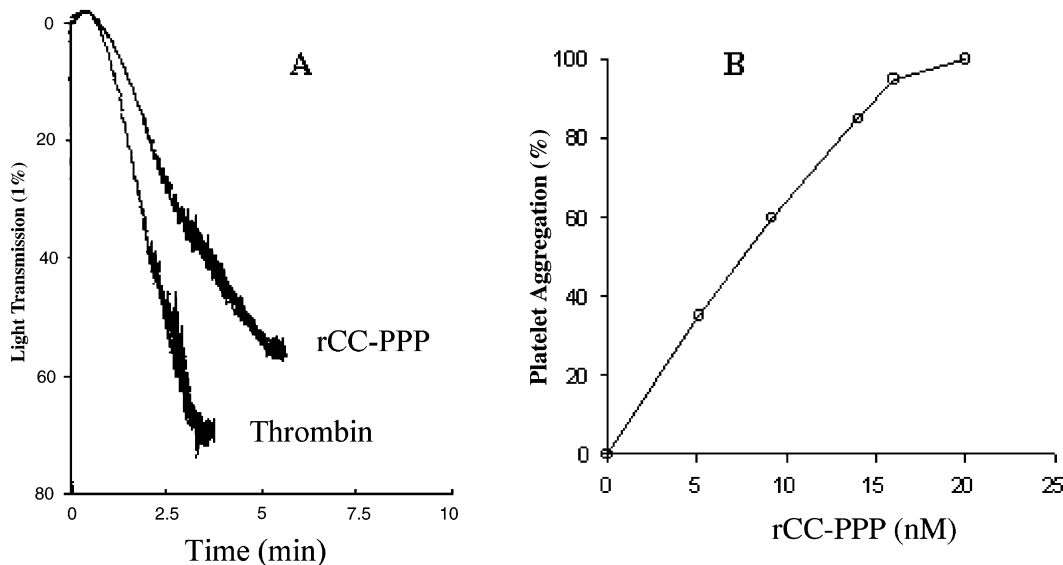 A
Light Transmission (1%)
0
20
40
60
80
rCC-PPP
Thrombin
0
2.5
5
7.5
10
Time (min)
B
Platelet Aggregation (%)
100
80
60
40
20
0
0
5
10
15
20
25
rCC-PPP (nM)